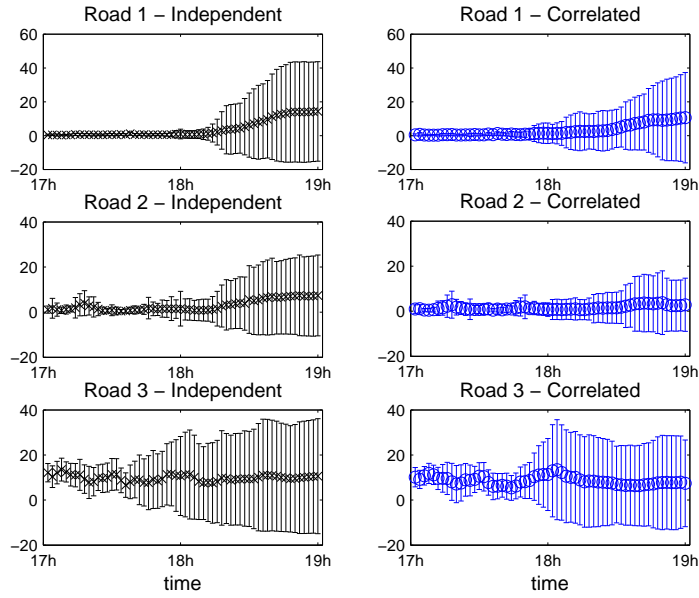 Road 1 – Independent
60
40
20
0
−20
17h
18h
19h
Road 1 – Correlated
60
40
20
0
−20
17h
18h
19h
Road 2 – Independent
40
20
0
−20
17h
18h
19h
Road 2 – Correlated
40
20
0
−20
17h
18h
19h
Road 3 – Independent
40
20
0
−20
17h
18h
19h
time
Road 3 – Correlated
40
20
0
−20
17h
18h
19h
time